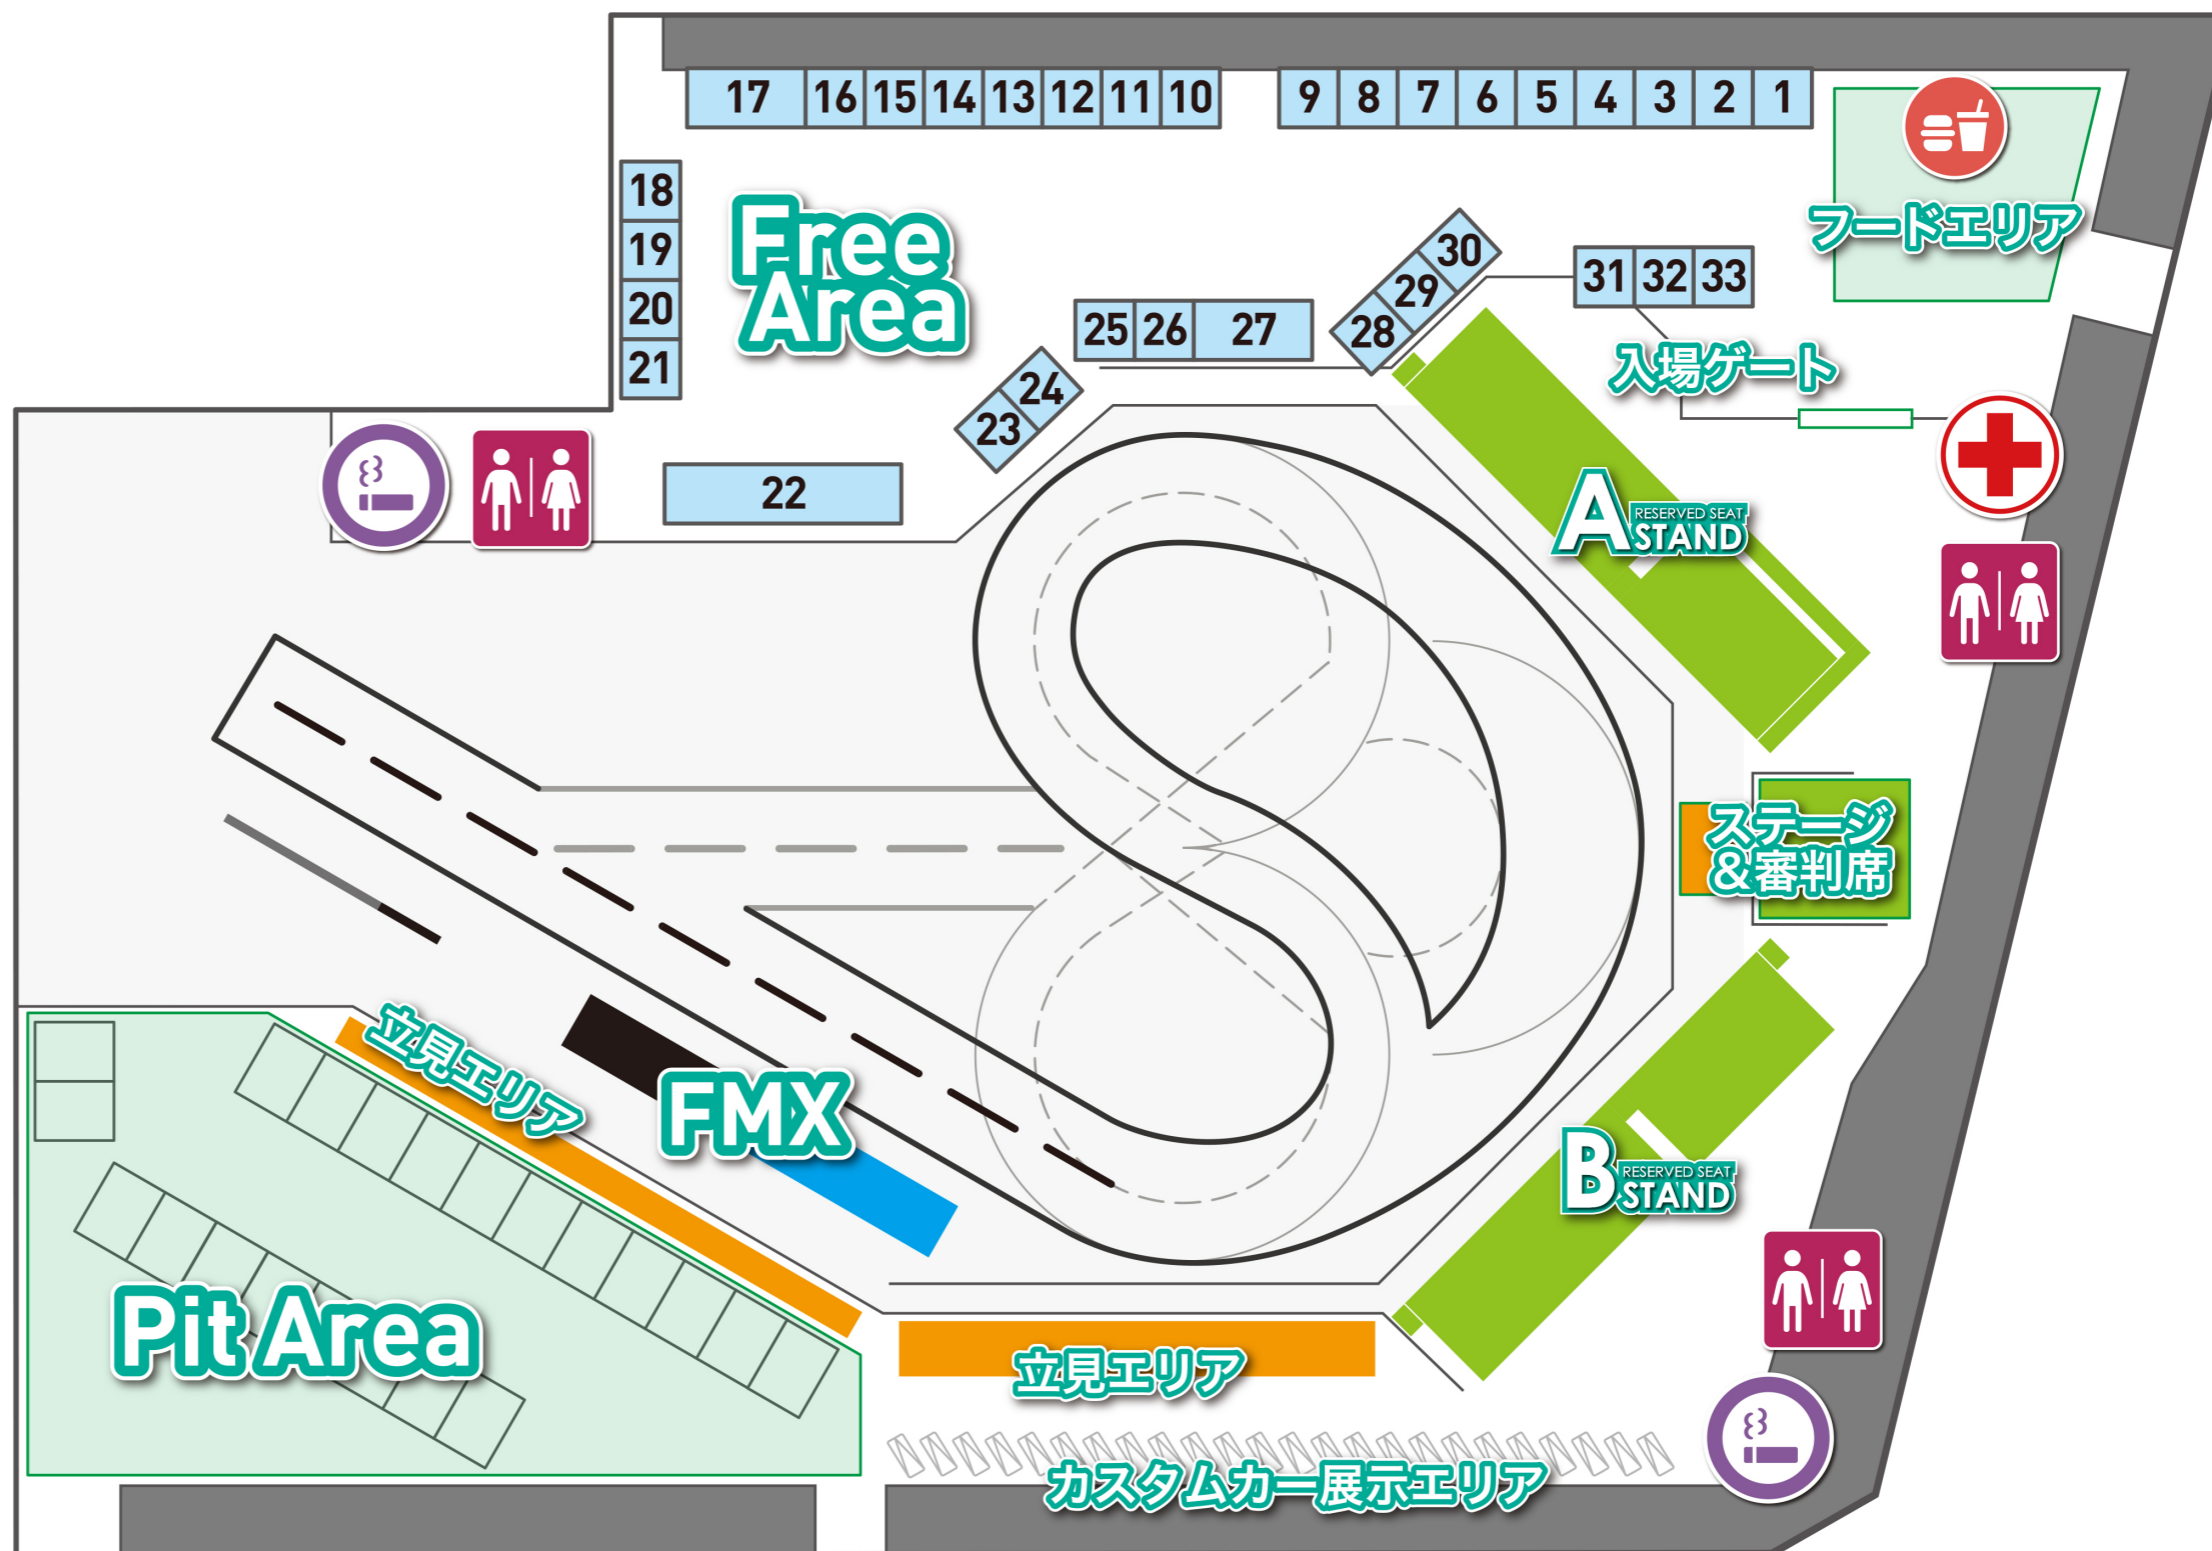 17 16 15 14 13 12 11 10 9 8 7 6 5 4 3 2 1
フードエリア
18
19
20
21
Free
Area
30
29
28
31 32 33
25 26 27
入場ゲート
24
23
22
A RESERVED SEAT
STAND
ステージ
&審判席
立見エリア
FMX
B RESERVED SEAT
STAND
Pit Area
立見エリア
カスタムカー展示エリア